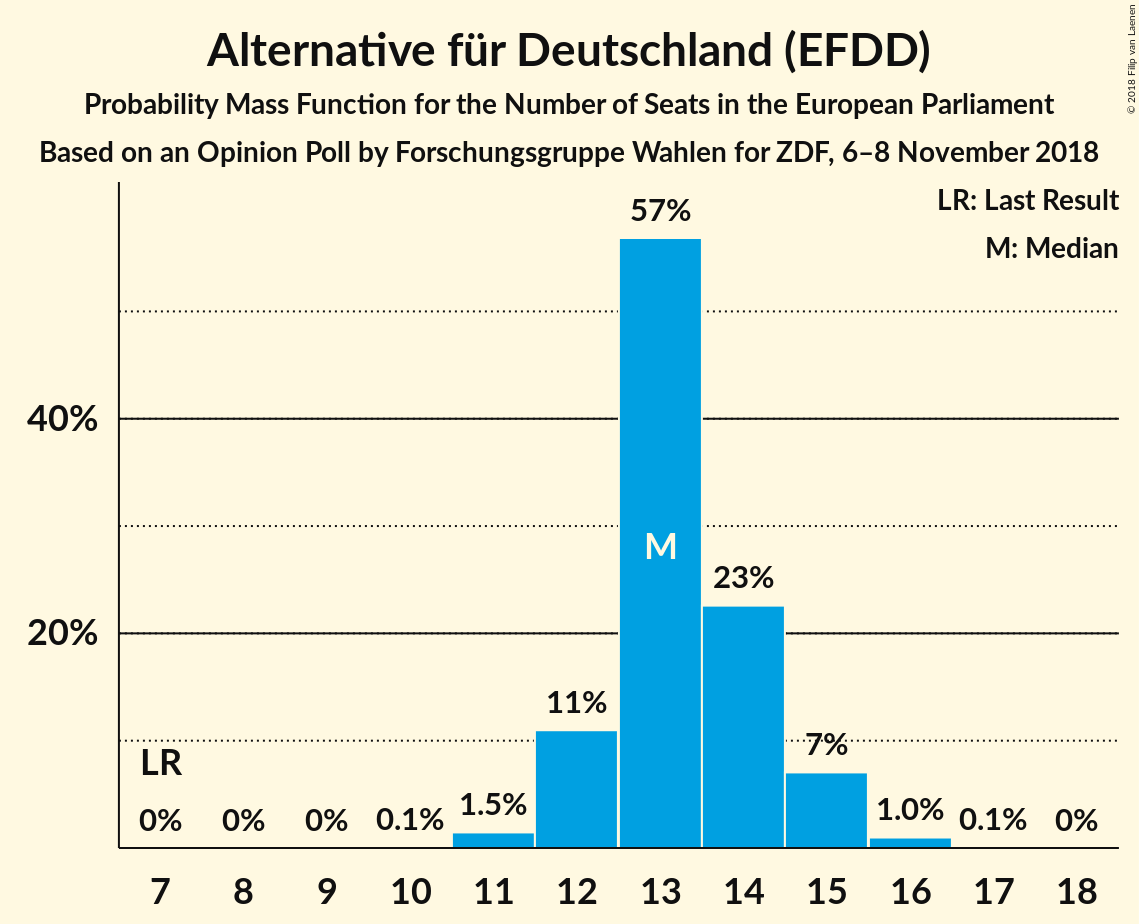 Alternative für Deutschland (EFDD)
Probability Mass Function for the Number of Seats in the European Parliament
Based on an Opinion Poll by Forschungsgruppe Wahlen for ZDF, 6–8 November 2018
© 2018 Filip van Laenen
LR: Last Result
M: Median
57%
40%
M
23%
20%
11%
7%
LR
0% 0% 0% 0.1% 1.5% 1.0% 0.1% 0%
7 8 9 10 11 12 13 14 15 16 17 18